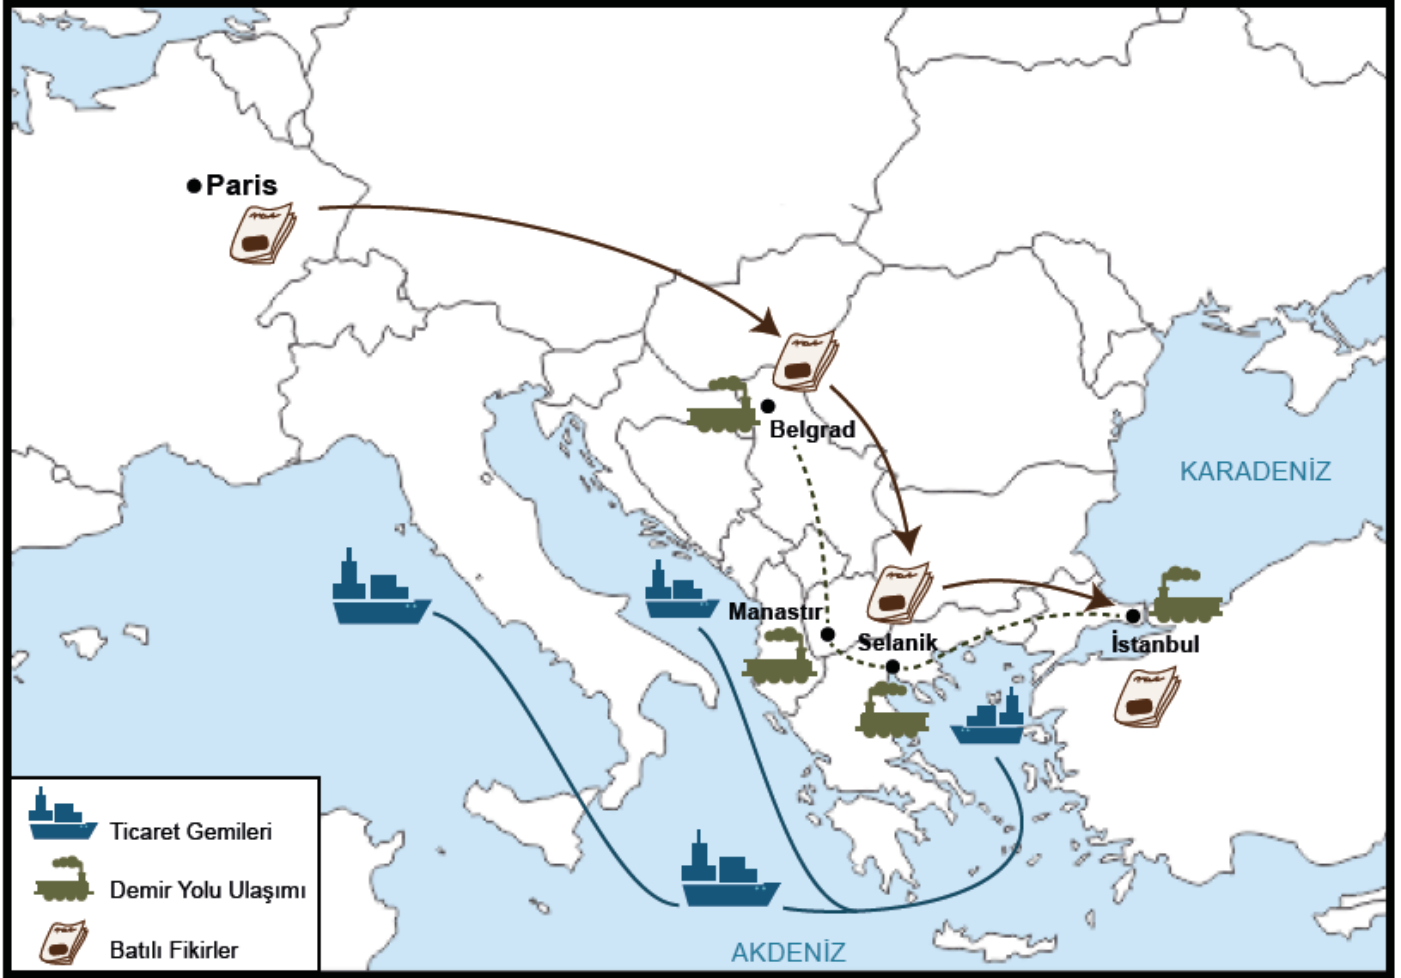 Paris
Belgrad
KARADENİZ
Manastır
Selanik
İstanbul
Ticaret Gemileri
Demir Yolu Ulaşımı
Batılı Fikirler
AKDENİZ